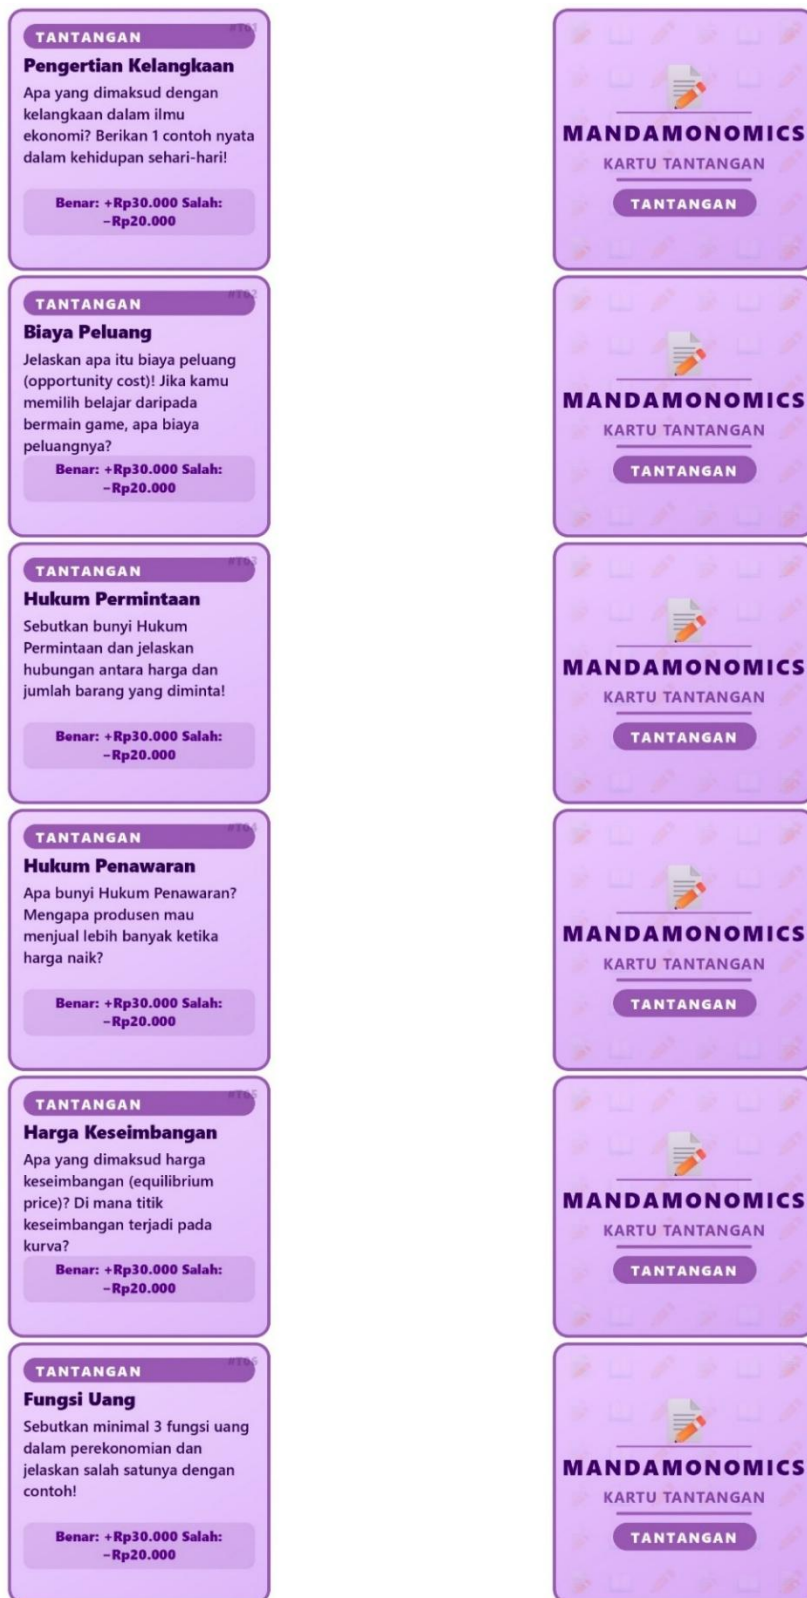 #T01
TANTANGAN
Pengertian Kelangkaan
Apa yang dimaksud dengan
kelangkaan dalam ilmu
ekonomi? Berikan 1 contoh nyata
dalam kehidupan sehari-hari!
Benar: +Rp30.000 Salah:
−Rp20.000
MANDAMONOMICS
KARTU TANTANGAN
TANTANGAN
#T02
TANTANGAN
Biaya Peluang
Jelaskan apa itu biaya peluang
(opportunity cost)! Jika kamu
memilih belajar daripada
bermain game, apa biaya
peluangnya?
Benar: +Rp30.000 Salah:
−Rp20.000
MANDAMONOMICS
KARTU TANTANGAN
TANTANGAN
#T03
TANTANGAN
Hukum Permintaan
Sebutkan bunyi Hukum
Permintaan dan jelaskan
hubungan antara harga dan
jumlah barang yang diminta!
Benar: +Rp30.000 Salah:
−Rp20.000
MANDAMONOMICS
KARTU TANTANGAN
TANTANGAN
#T04
TANTANGAN
Hukum Penawaran
Apa bunyi Hukum Penawaran?
Mengapa produsen mau
menjual lebih banyak ketika
harga naik?
Benar: +Rp30.000 Salah:
−Rp20.000
MANDAMONOMICS
KARTU TANTANGAN
TANTANGAN
#T05
TANTANGAN
Harga Keseimbangan
Apa yang dimaksud harga
keseimbangan (equilibrium
price)? Di mana titik
keseimbangan terjadi pada
kurva?
Benar: +Rp30.000 Salah:
−Rp20.000
MANDAMONOMICS
KARTU TANTANGAN
TANTANGAN
#T06
TANTANGAN
Fungsi Uang
Sebutkan minimal 3 fungsi uang
dalam perekonomian dan
jelaskan salah satunya dengan
contoh!
Benar: +Rp30.000 Salah:
−Rp20.000
MANDAMONOMICS
KARTU TANTANGAN
TANTANGAN